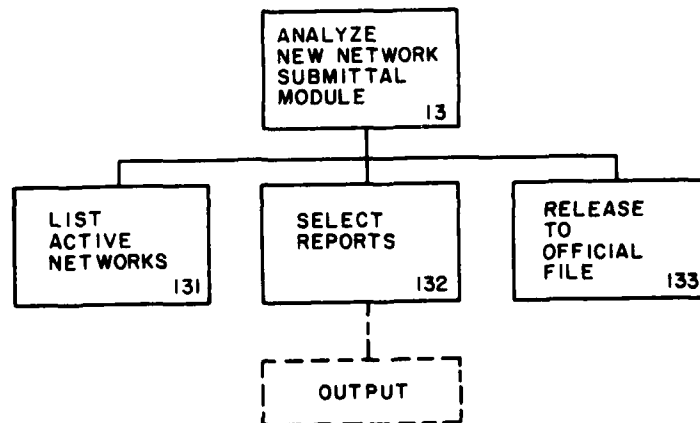 ANALYZE
NEW NETWORK
SUBMITTAL
MODULE
13
LIST
ACTIVE
NETWORKS
131
SELECT
REPORTS
132
RELEASE
TO
OFFICIAL
FILE
133
OUTPUT